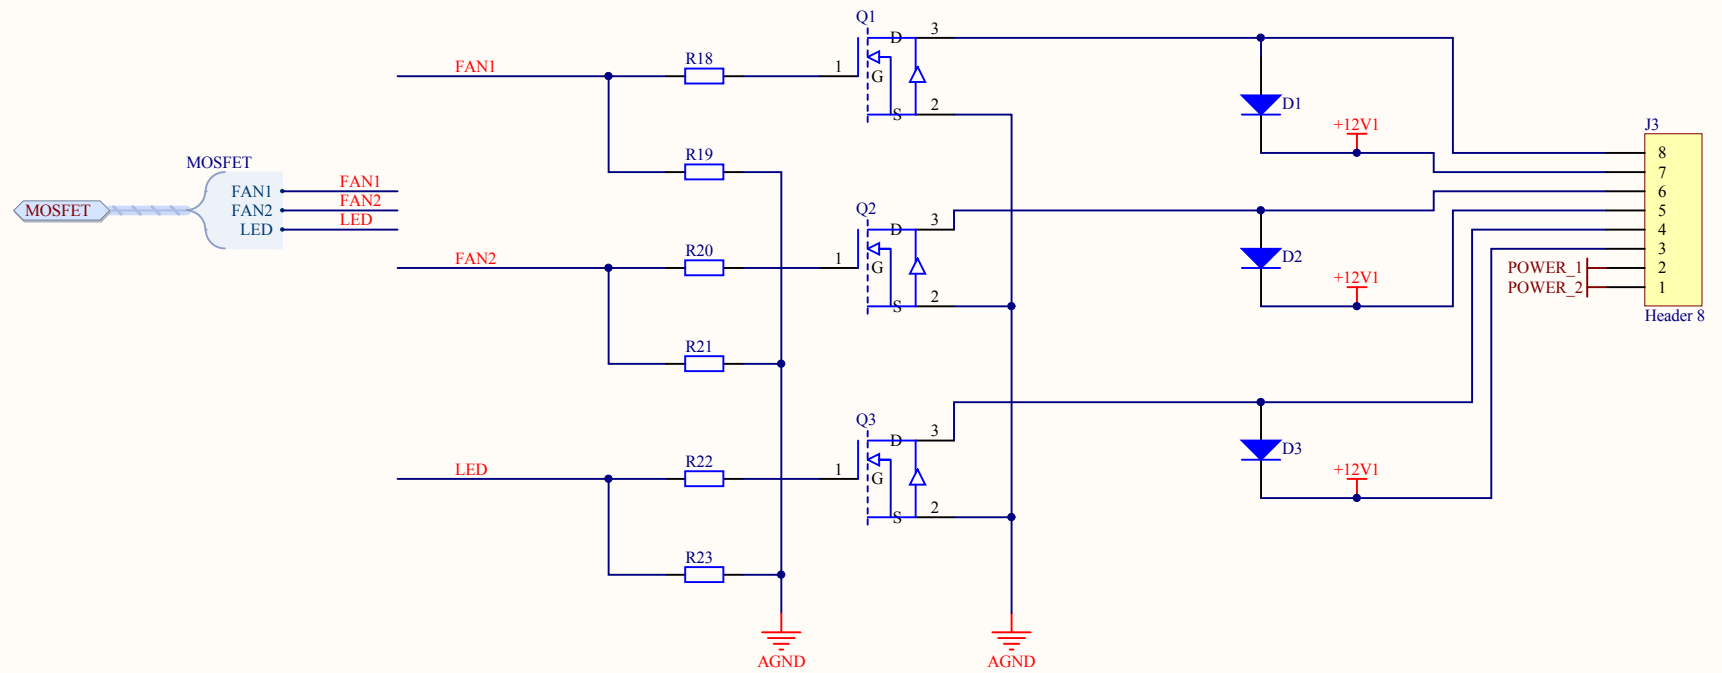 Q1
D 3
FAN1 R18 1 G
S 2
D1
+12V1
J3
8
7
6
5
4
3
POWER_1 2
POWER_2 1
Header 8
R19
MOSFET
MOSFET
FAN1 FAN1
FAN2 FAN2
LED LED
Q2
D 3
FAN2 R20 1 G
S 2
D2
+12V1
R21
Q3
D 3
LED R22 1 G
S 2
D3
+12V1
R23
AGND
AGND